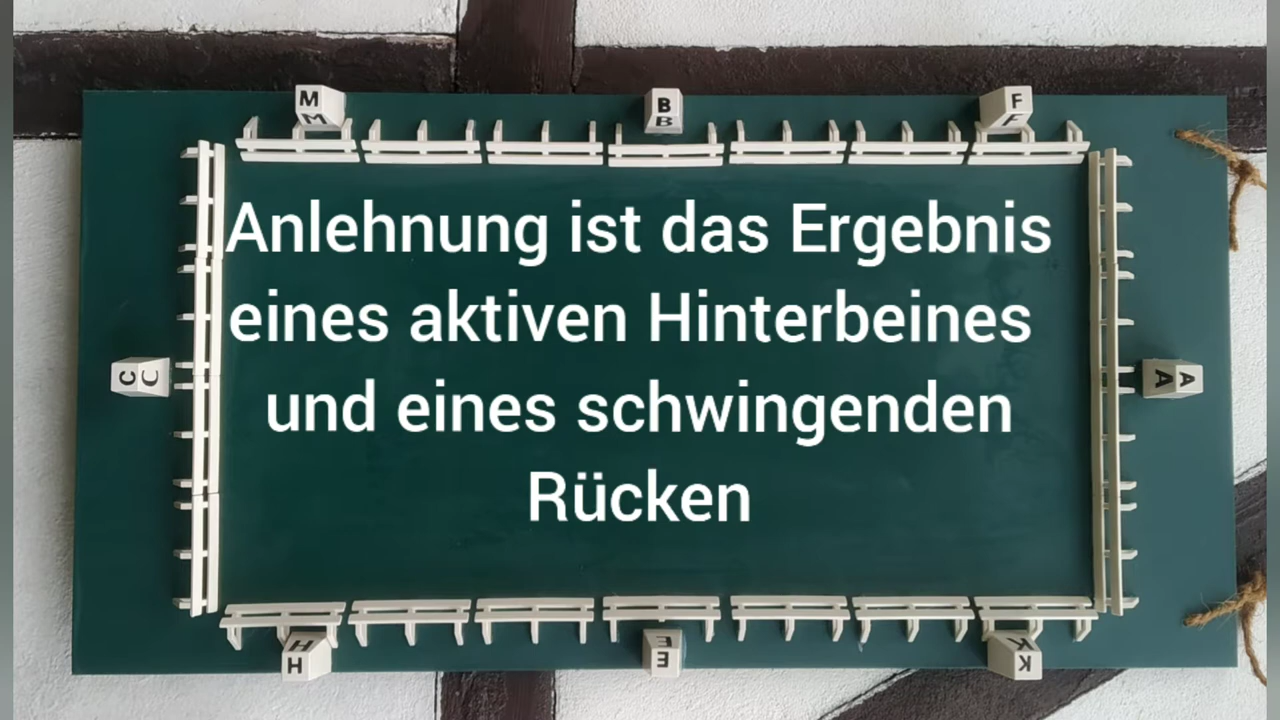 M
M
B
B
F
F
Anlehnung ist das Ergebnis
eines aktiven Hinterbeines
und eines schwingenden
Rücken
C
C
A
A
H
H
E
E
K
K